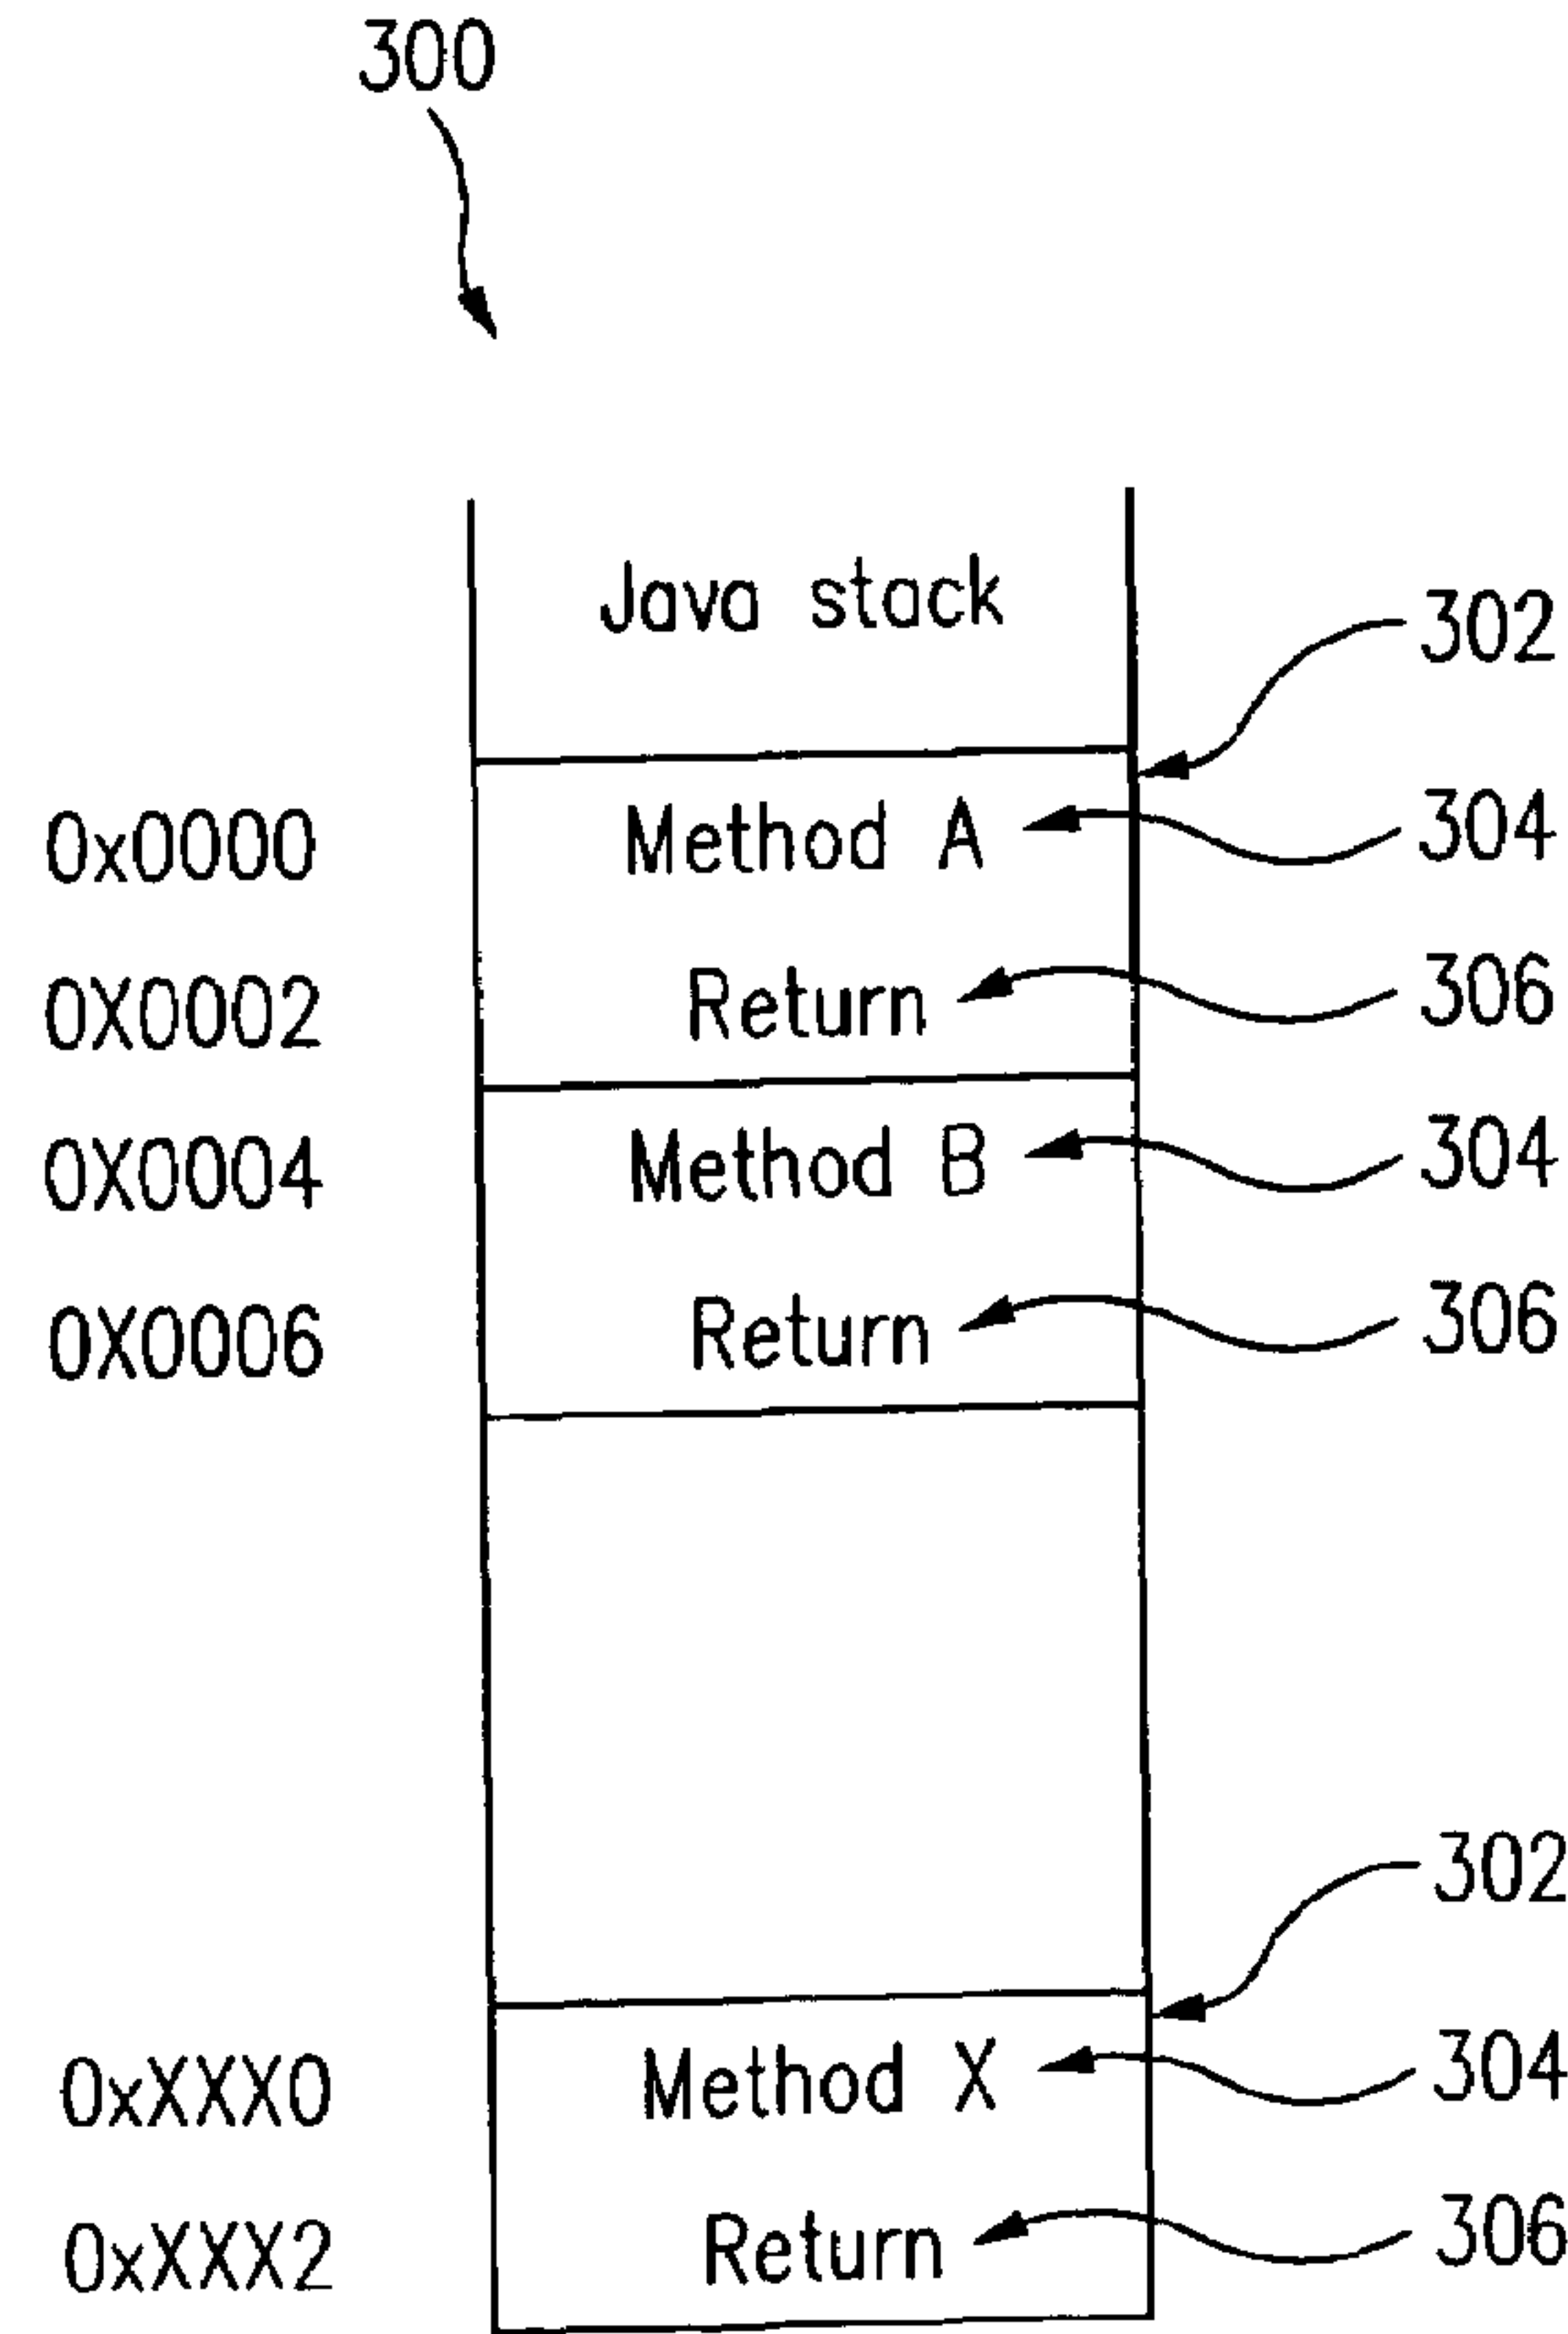 300
Java stack
302
0x0000 Method A 304
0X0002 Return 306
0X0004 Method B 304
0X0006 Return 306
302
0xXXX0 Method X 304
0xXXX2 Return 306